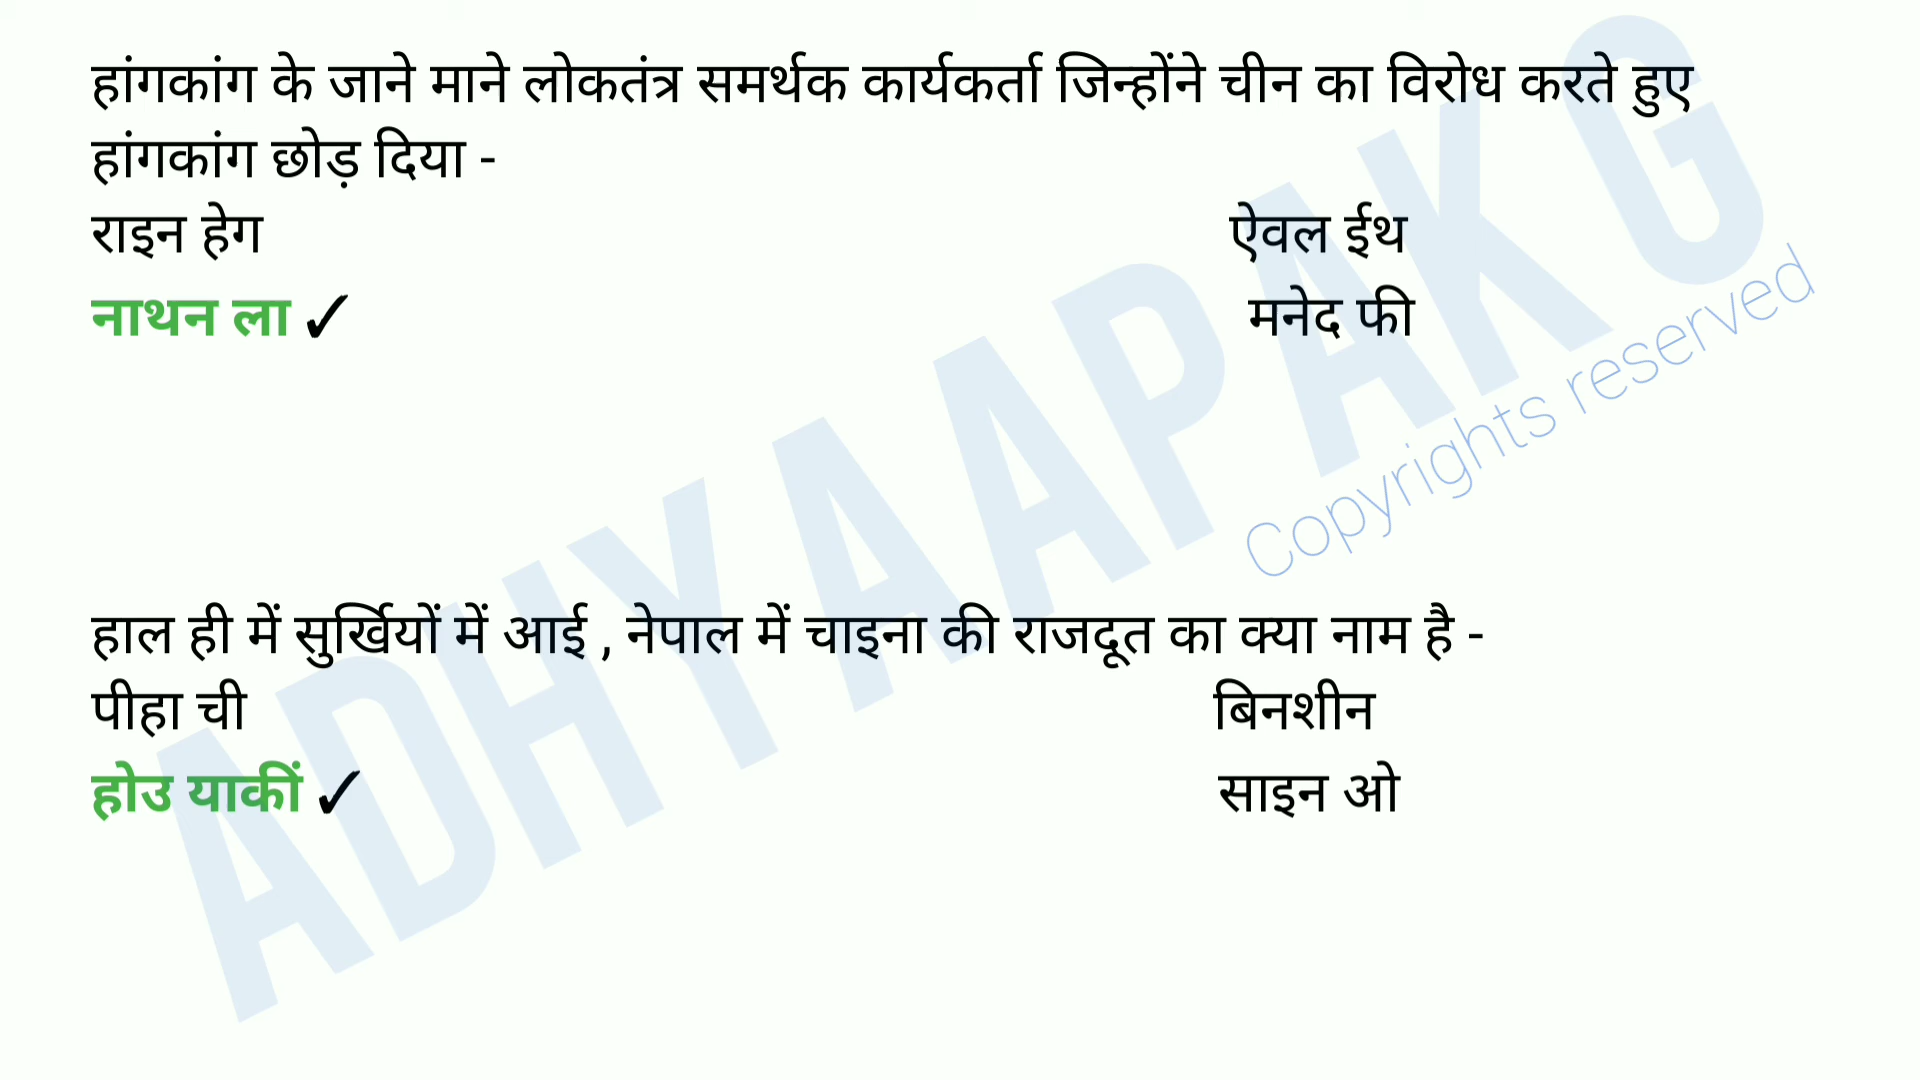 हांगकांग के जाने माने लोकतंत्र समर्थक कार्यकर्ता जिन्होंने चीन का विरोध करते हुए
हांगकांग छोड़ दिया -
राइन हेग ऐवल ईथ
नाथन ला ✓ मनेद फी
हाल ही में सुर्खियों में आई , नेपाल में चाइना की राजदूत का क्या नाम है -
पीहा ची बिनशीन
होउ याकीं ✓ साइन ओ
ADHYAAPAK G
Copyrights reserved